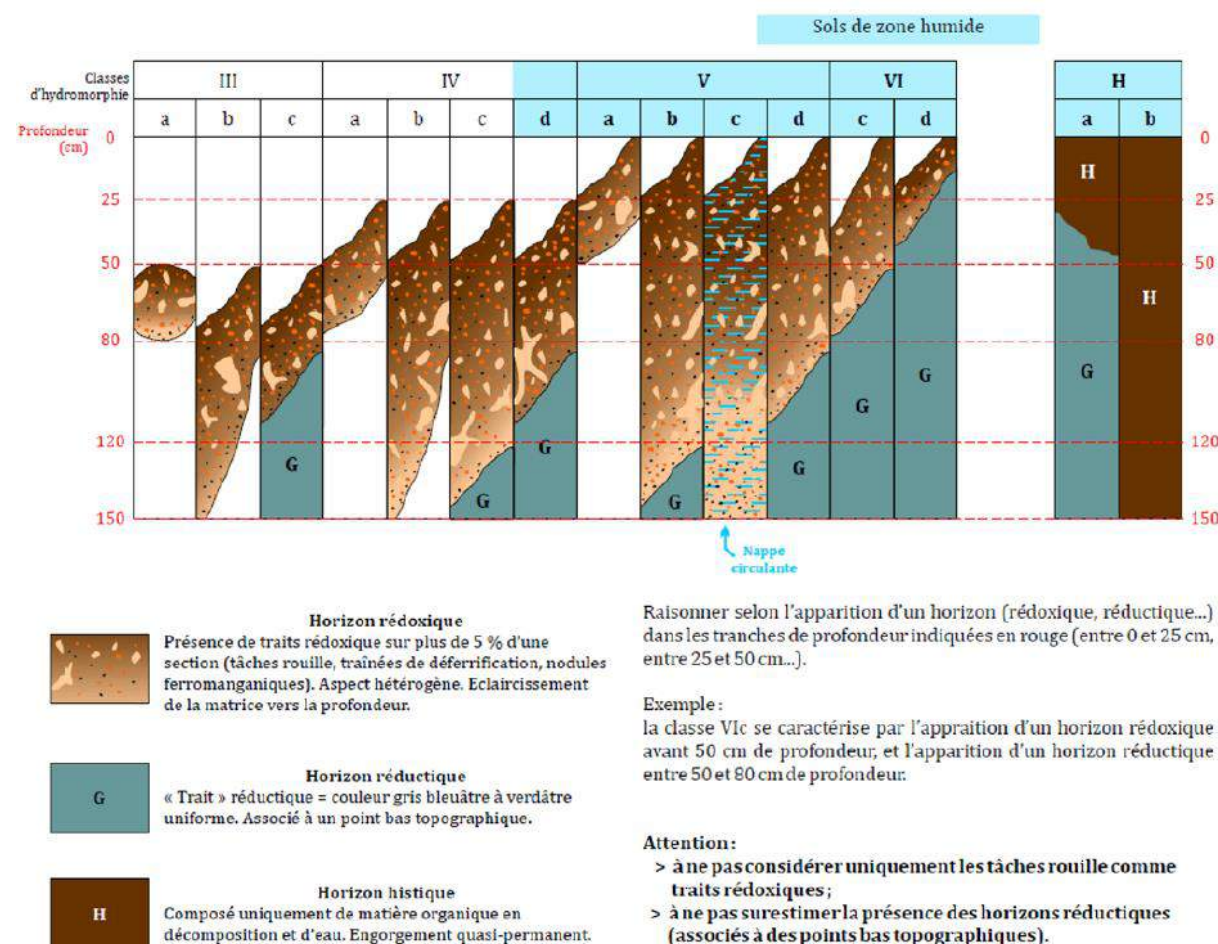 Sols de zone humide
Classes d'hydromorphie III IV V VI H
a b c a b c d a b c d c d a b
Profondeur (cm)
0 0
H
25 25
50 50
H
80 80
G G G
120 120
G G G
G G
150 150
Nappe
circulante
Horizon rédoxique
Présence de traits rédoxique sur plus de 5 % d'une
section (tâches rouille, traînées de déferrification, nodules
ferromanganiques). Aspect hétérogène. Eclaircissement
de la matrice vers la profondeur.
G
Horizon réductique
« Trait » réductique = couleur gris bleuâtre à verdâtre
uniforme. Associé à un point bas topographique.
H
Horizon histique
Composé uniquement de matière organique en
décomposition et d'eau. Engorgement quasi-permanent.
Raisonner selon l'apparition d'un horizon (rédoxique, réductique...)
dans les tranches de profondeur indiquées en rouge (entre 0 et 25 cm,
entre 25 et 50 cm...).
Exemple :
la classe VIc se caractérise par l'appraition d'un horizon rédoxique
avant 50 cm de profondeur, et l'apparition d'un horizon réductique
entre 50 et 80 cm de profondeur.
Attention :
> à ne pas considérer uniquement les tâches rouille comme
traits rédoxiques ;
> à ne pas surestimer la présence des horizons réductiques
(associés à des points bas topographiques).